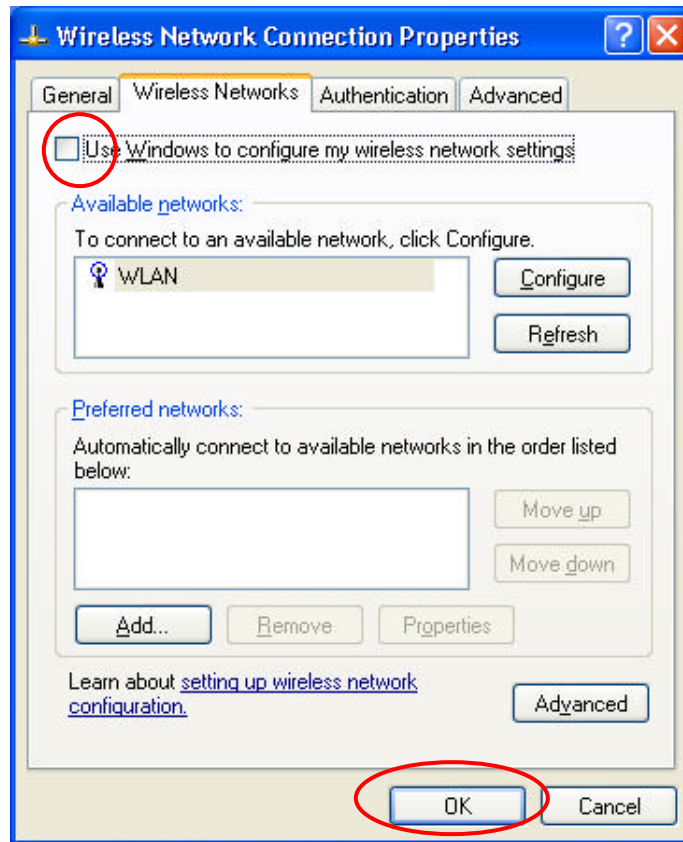 Wireless Network Connection Properties
General Wireless Networks Authentication Advanced
Use Windows to configure my wireless network settings
Available networks:
To connect to an available network, click Configure.
WLAN
Configure
Refresh
Preferred networks:
Automatically connect to available networks in the order listed
below:
Move up
Move down
Add... Remove Properties
Learn about setting up wireless network
configuration.
Advanced
OK Cancel